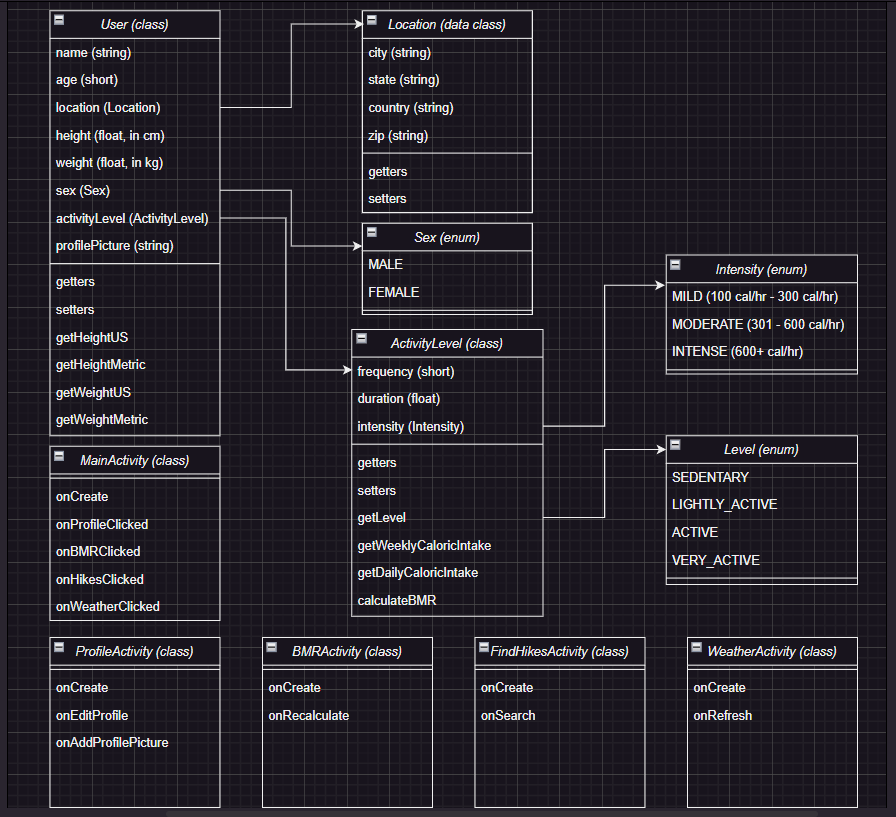 User (class)
name (string)
age (short)
location (Location)
height (float, in cm)
weight (float, in kg)
sex (Sex)
activityLevel (ActivityLevel)
profilePicture (string)
getters
setters
getHeightUS
getHeightMetric
getWeightUS
getWeightMetric
Location (data class)
city (string)
state (string)
country (string)
zip (string)
getters
setters
Sex (enum)
MALE
FEMALE
ActivityLevel (class)
frequency (short)
duration (float)
intensity (Intensity)
getters
setters
getLevel
getWeeklyCaloricIntake
getDailyCaloricIntake
calculateBMR
Intensity (enum)
MILD (100 cal/hr - 300 cal/hr)
MODERATE (301 - 600 cal/hr)
INTENSE (600+ cal/hr)
Level (enum)
SEDENTARY
LIGHTLY_ACTIVE
ACTIVE
VERY_ACTIVE
MainActivity (class)
onCreate
onProfileClicked
onBMRClicked
onHikesClicked
onWeatherClicked
ProfileActivity (class)
onCreate
onEditProfile
onAddProfilePicture
BMRActivity (class)
onCreate
onRecalculate
FindHikesActivity (class)
onCreate
onSearch
WeatherActivity (class)
onCreate
onRefresh